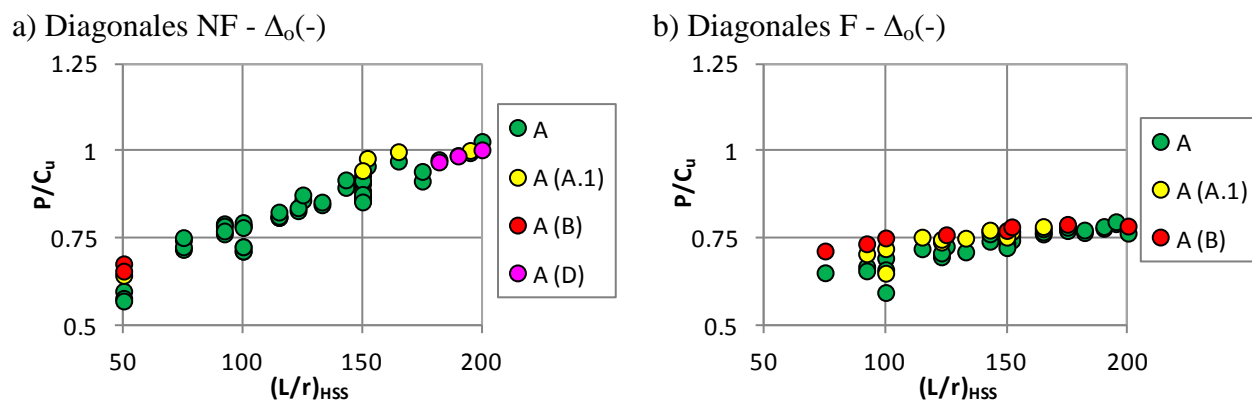 a) Diagonales NF - Δo(-)
1.25
1
0.75
0.5
P/Cu
50 100 150 200
(L/r)HSS
A
A (A.1)
A (B)
A (D)
b) Diagonales F - Δo(-)
1.25
1
0.75
0.5
P/Cu
50 100 150 200
(L/r)HSS
A
A (A.1)
A (B)